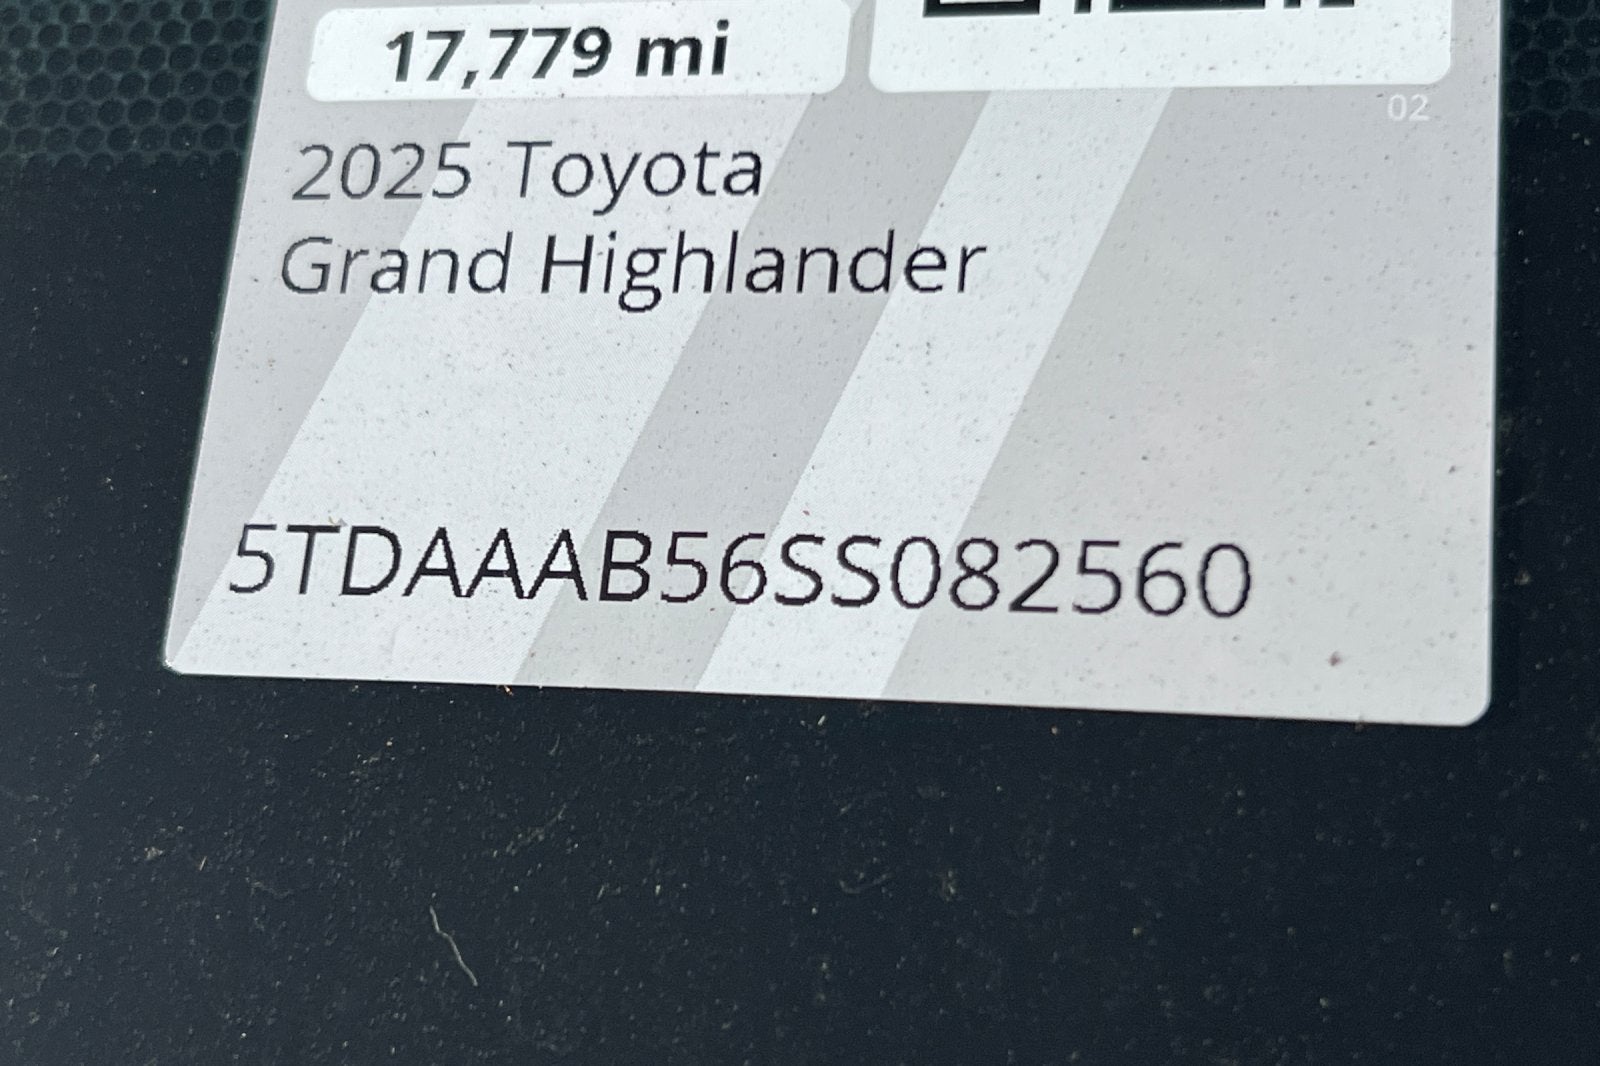 17,779 mi
02
2025 Toyota
Grand Highlander
5TDAAAB56SS082560